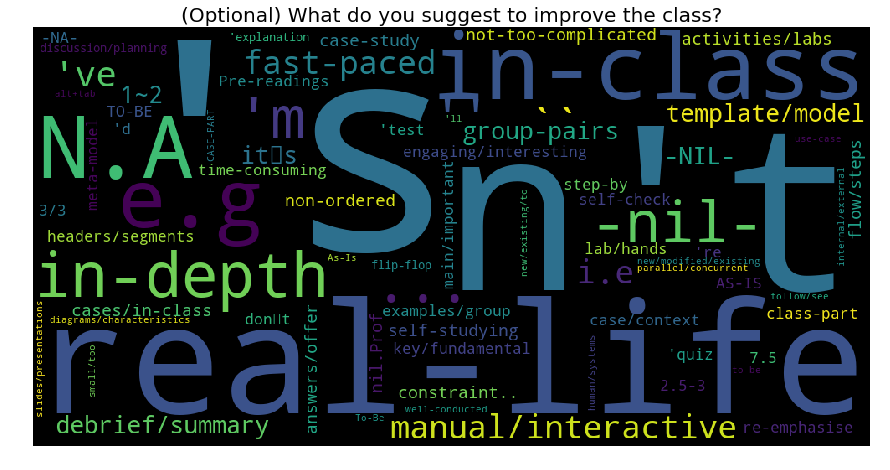 (Optional) What do you suggest to improve the class?
-NA-
'explanation
case-study
not-too-complicated
activities/labs
discussion/planning
've
fast-paced
in-class
Pre-readings
1~2
!
TO-BE
'd
'm
``
template/model
'll
'test
group-pairs
N.A
meta-model
it▯s
engaging/interesting
-NIL-
use-case
flow/steps
time-consuming
step-by
S
n't
!
3/3
e.g
non-ordered
main/important
self-check
-nil-
internal/external
headers/segments
lab/hands
're
As-Is
flip-flop
new/existing/to
new/modified/existing
parallel/concurrent
in-depth
i.e
AS-IS
...
follow/see
cases/in-class
examples/group
class-part
diagrams/characteristics
don▯t
self-studying
case/context
real-life
slides/presentations
small/too
answers/offer
nil.Prof
key/fundamental
human/systems
'quiz
7.5
to-be
2.5-3
constraint..
well-conducted
To-Be
debrief/summary
manual/interactive
re-emphasise